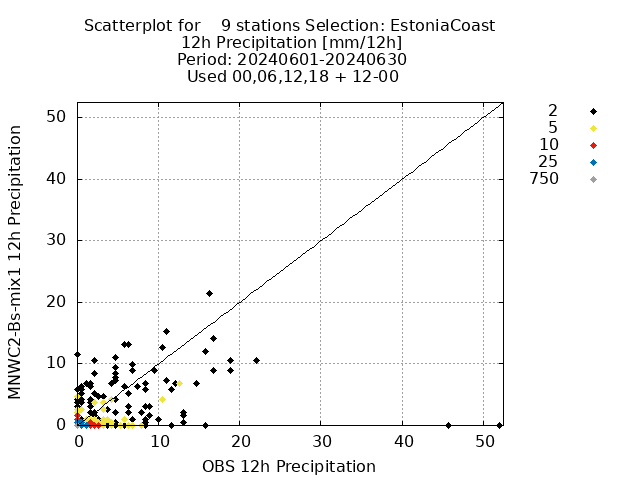 Scatterplot for 9 stations Selection: EstoniaCoast
12h Precipitation [mm/12h]
Period: 20240601-20240630
Used 00,06,12,18 + 12-00
MNWC2-Bs-mix1 12h Precipitation
50
40
30
20
10
0
0 10 20 30 40 50
OBS 12h Precipitation
2
5
10
25
750